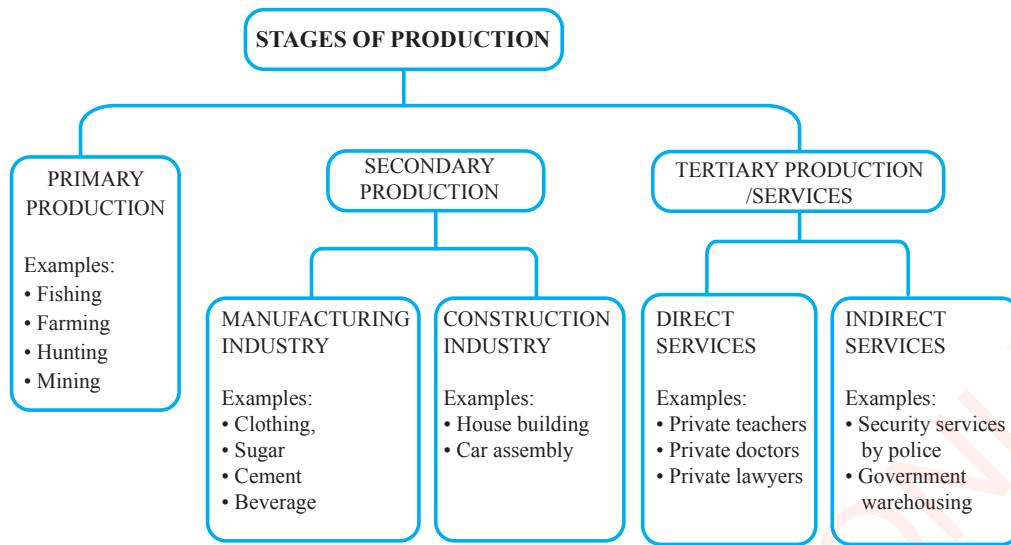 STAGES OF PRODUCTION
PRIMARY
PRODUCTION
Examples:
• Fishing
• Farming
• Hunting
• Mining
SECONDARY
PRODUCTION
MANUFACTURING
INDUSTRY
Examples:
• Clothing,
• Sugar
• Cement
• Beverage
CONSTRUCTION
INDUSTRY
Examples:
• House building
• Car assembly
TERTIARY PRODUCTION
/SERVICES
DIRECT
SERVICES
Examples:
• Private teachers
• Private doctors
• Private lawyers
INDIRECT
SERVICES
Examples:
• Security services
by police
• Government
warehousing